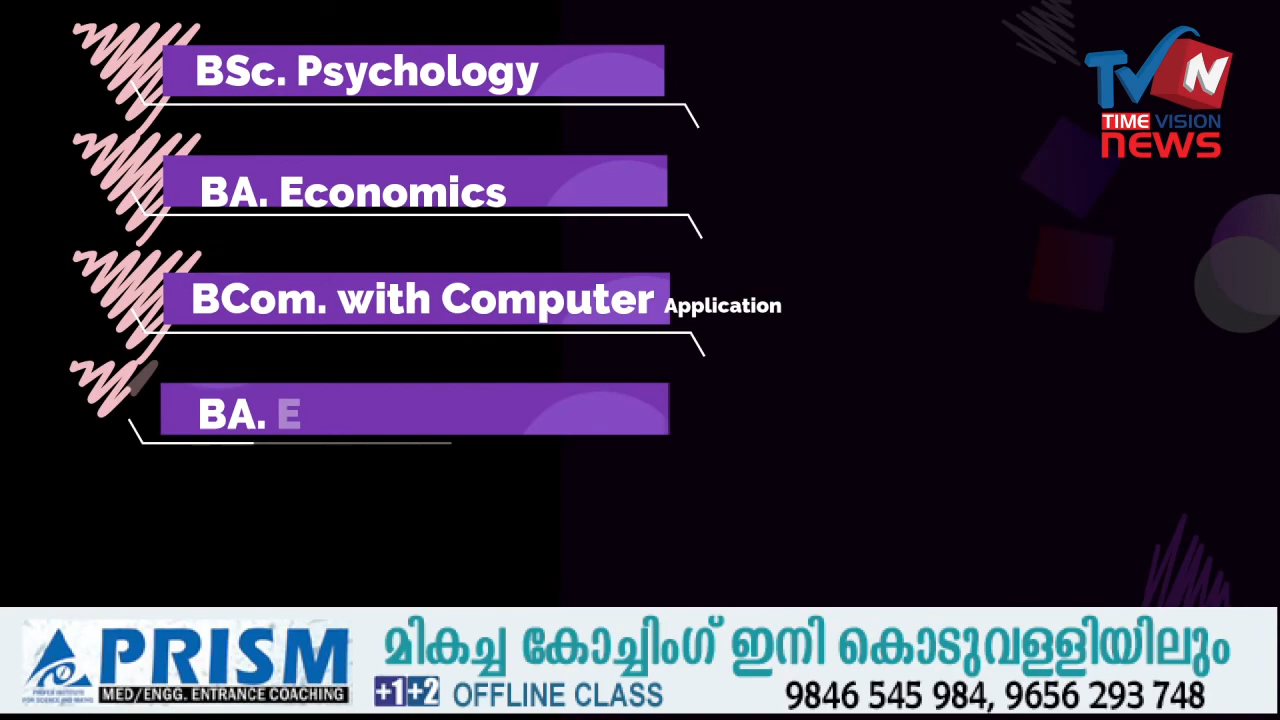 BSc. Psychology
BA. Economics
BCom. with Computer Application
BA. E
TVN
TIME VISION
NEWS
PRISM
MED/ENGG. ENTRANCE COACHING
മികച്ച കോച്ചിംഗ് ഇനി കൊടുവള്ളിയിലും
+1+2 OFFLINE CLASS
9846 545 984, 9656 293 748